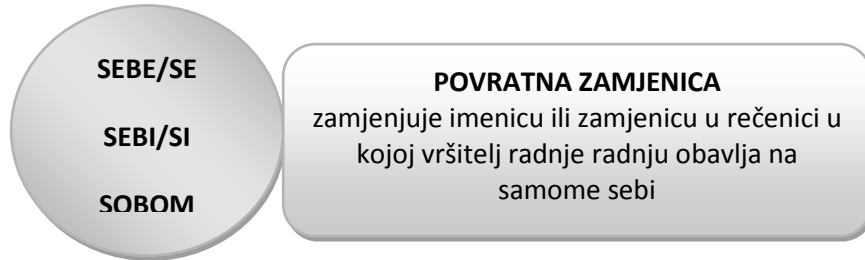 SEBE/SE
SEBI/SI
SOBOM
POVRATNA ZAMJENICA
zamjenjuje imenicu ili zamjenicu u rečenici u
kojoj vršitelj radnje radnju obavlja na
samome sebi